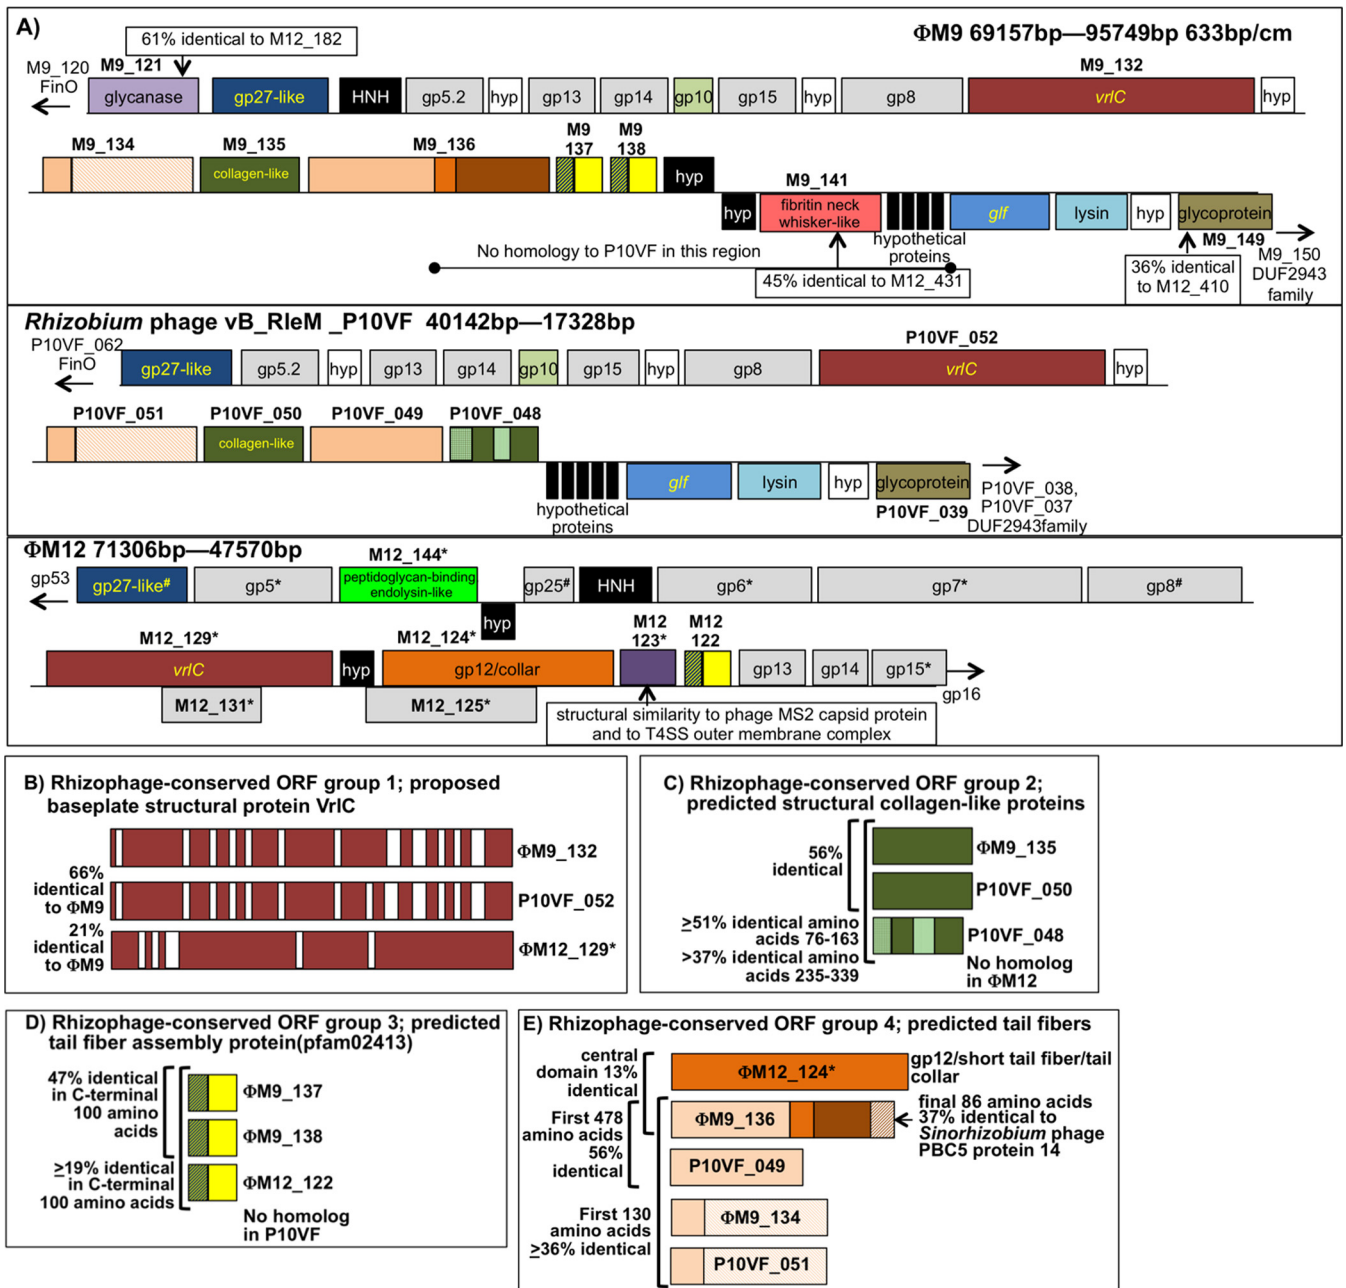 A)
61% identical to M12_182
ΦM9 69157bp—95749bp 633bp/cm
M9_120
FinO
M9_121
M9_132
glycanase
gp27-like
HNH
gp5.2
hyp
gp13
gp14
gp10
gp15
hyp
gp8
vrlC
hyp
M9_134
M9_135
M9_136
M9
137
M9
138
collagen-like
hyp
M9_141
hyp
fibritin neck
whisker-like
hypothetical
proteins
glf
lysin
hyp
glycoprotein
M9_149
M9_150
DUF2943
family
No homology to P10VF in this region
45% identical to M12_431
36% identical
to M12_410
Rhizobium phage vB_RleM _P10VF 40142bp—17328bp
P10VF_062
FinO
P10VF_052
gp27-like
gp5.2
hyp
gp13
gp14
gp10
gp15
hyp
gp8
vrlC
hyp
P10VF_051
P10VF_050
P10VF_049
P10VF_048
collagen-like
hypothetical
proteins
glf
lysin
hyp
glycoprotein
P10VF_039
P10VF_038,
P10VF_037
DUF2943family
ΦM12 71306bp—47570bp
gp53
M12_144*
gp27-like#
gp5*
peptidoglycan-binding
endolysin-like
hyp
gp25#
HNH
gp6*
gp7*
gp8#
M12_129*
M12_124*
M12
123*
M12
122
vrlC
hyp
gp12/collar
gp13
gp14
gp15*
gp16
M12_131*
M12_125*
structural similarity to phage MS2 capsid protein
and to T4SS outer membrane complex
B) Rhizophage-conserved ORF group 1; proposed
baseplate structural protein VrlC
ΦM9_132
66%
identical
to ΦM9
P10VF_052
21%
identical
to ΦM9
ΦM12_129*
C) Rhizophage-conserved ORF group 2;
predicted structural collagen-like proteins
56%
identical
ΦM9_135
P10VF_050
≥51% identical amino
acids 76-163
>37% identical amino
acids 235-339
P10VF_048
No homolog
in ΦM12
D) Rhizophage-conserved ORF group 3; predicted
tail fiber assembly protein(pfam02413)
47% identical
in C-terminal
100 amino
acids
ΦM9_137
ΦM9_138
≥19% identical
in C-terminal
100 amino acids
ΦM12_122
No homolog
in P10VF
E) Rhizophage-conserved ORF group 4; predicted tail fibers
central
domain 13%
identical
ΦM12_124*
gp12/short tail fiber/tail
collar
First 478
amino acids
56%
identical
ΦM9_136
final 86 amino acids
37% identical to
Sinorhizobium phage
PBC5 protein 14
P10VF_049
First 130
amino acids
≥36% identical
ΦM9_134
P10VF_051